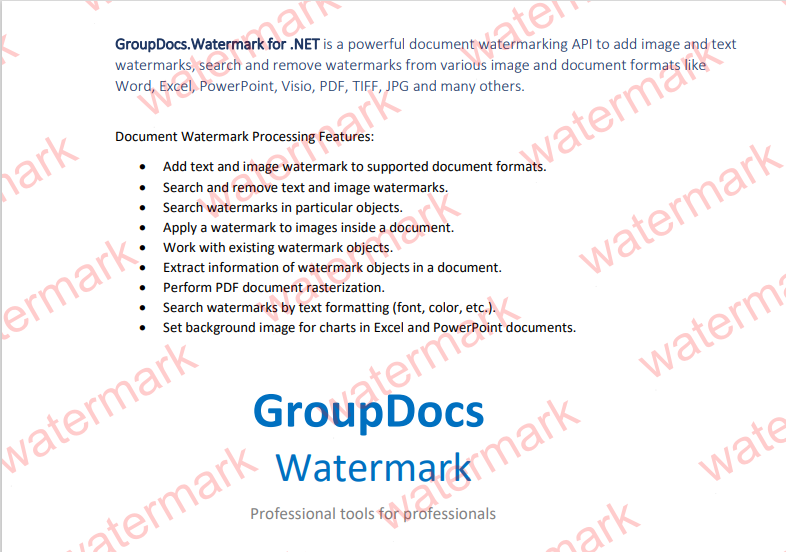 GroupDocs.Watermark for .NET is a powerful document watermarking API to add image and text
watermarks, search and remove watermarks from various image and document formats like
Word, Excel, PowerPoint, Visio, PDF, TIFF, JPG and many others.
Document Watermark Processing Features:
• Add text and image watermark to supported document formats.
• Search and remove text and image watermarks.
• Search watermarks in particular objects.
• Apply a watermark to images inside a document.
• Work with existing watermark objects.
• Extract information of watermark objects in a document.
• Perform PDF document rasterization.
• Search watermarks by text formatting (font, color, etc.).
• Set background image for charts in Excel and PowerPoint documents.
GroupDocs
Watermark
Professional tools for professionals
watermark
watermark
watermark
watermark
watermark
watermark
watermark
watermark
watermark
watermark
watermark